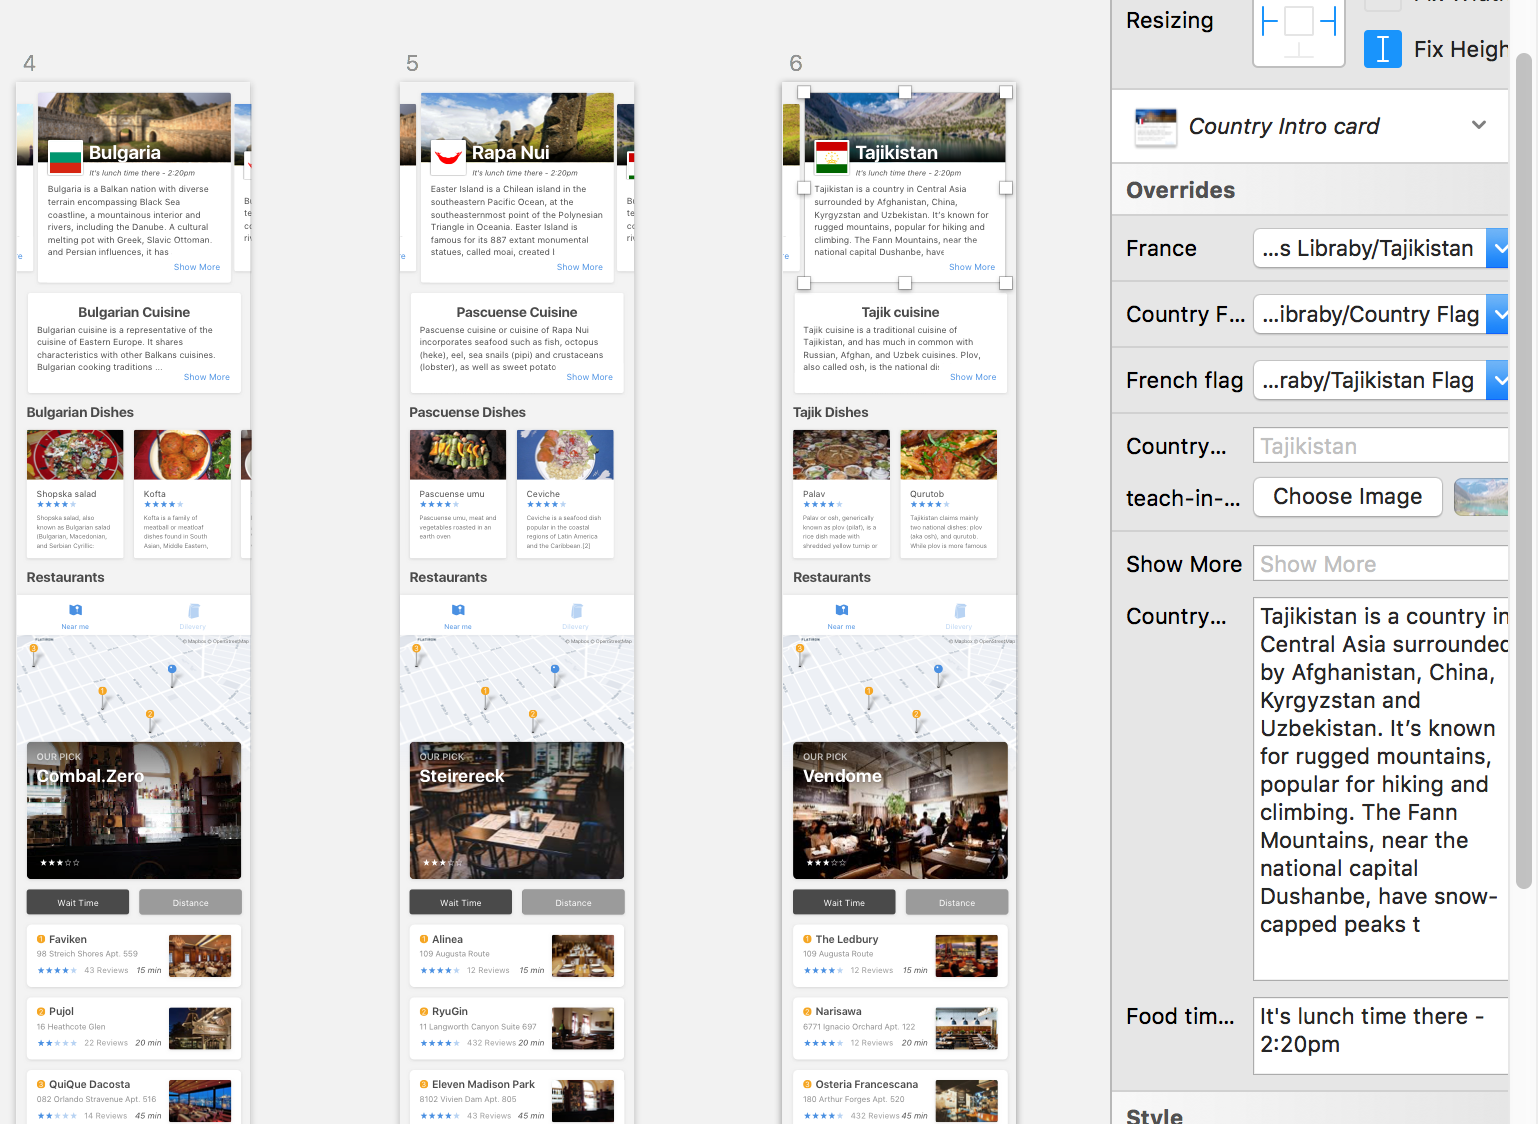 4
Bulgaria
It's lunch time there - 2:20pm
Bulgaria is a Balkan nation with diverse
terrain encompassing Black Sea
coastline, a mountainous interior and
rivers, including the Danube. A cultural
melting pot with Greek, Slavic Ottoman.
and Persian influences, it has
Show More
Bulgarian Cuisine
Bulgarian cuisine is a representative of the
cuisine of Eastern Europe. It shares
characteristics with other Balkans cuisines.
Bulgarian cooking traditions ...
Show More
Bulgarian Dishes
Shopska salad
Shopska salad, also
known as Bulgarian salad
(Bulgarian, Macedonian,
and Serbian Cyrillic:
Kofta
Kofta is a family of
meatball or meatloaf
dishes found in South
Asian, Middle Eastern,
Restaurants
Near me
Dilevery
© Mapbox © OpenStreetMap
3
1
2
OUR PICK
Combal.Zero
Wait Time
Distance
1 Faviken
98 Streich Shores Apt. 559
43 Reviews 15 min
2 Pujol
16 Heathcote Glen
22 Reviews 20 min
3 QuiQue Dacosta
082 Orlando Stravenue Apt. 516
14 Reviews 45 min
5
Rapa Nui
It's lunch time there - 2:20pm
Easter Island is a Chilean island in the
southeastern Pacific Ocean, at the
southeasternmost point of the Polynesian
Triangle in Oceania. Easter Island is
famous for its 887 extant monumental
statues, called moai, created l
Show More
Pascuense Cuisine
Pascuense cuisine or cuisine of Rapa Nui
incorporates seafood such as fish, octopus
(heke), eel, sea snails (pipi) and crustaceans
(lobster), as well as sweet potato
Show More
Pascuense Dishes
Pascuense umu
Pascuense umu, meat and
vegetables roasted in an
earth oven
Ceviche
Ceviche is a seafood dish
popular in the coastal
regions of Latin America
and the Caribbean.[2]
Restaurants
Near me
Dilevery
© Mapbox © OpenStreetMap
3
1
2
OUR PICK
Steirereck
Wait Time
Distance
1 Alinea
109 Augusta Route
12 Reviews 15 min
2 RyuGin
11 Langworth Canyon Suite 697
432 Reviews 20 min
3 Eleven Madison Park
8102 Vivien Dam Apt. 805
43 Reviews 45 min
6
Tajikistan
It's lunch time there - 2:20pm
Tajikistan is a country in Central Asia
surrounded by Afghanistan, China,
Kyrgyzstan and Uzbekistan. It's known for
rugged mountains, popular for hiking and
climbing. The Fann Mountains, near the
national capital Dushanbe, have
Show More
Tajik cuisine
Tajik cuisine is a traditional cuisine of
Tajikistan, and has much in common with
Russian, Afghan, and Uzbek cuisines. Plov,
also called osh, is the national di
Show More
Tajik Dishes
Palav
Palav or osh, generically
known as plov (pilaf), is a
rice dish made with
shredded yellow turnip or
Qurutob
Tajikistan claims mainly
two national dishes: plov
(aka osh), and qurutob.
While plov is more famous
Restaurants
Near me
Dilevery
© Mapbox © OpenStreetMap
3
1
2
OUR PICK
Vendome
Wait Time
Distance
1 The Ledbury
109 Augusta Route
12 Reviews 15 min
2 Narisawa
6771 Ignacio Orchard Apt. 122
12 Reviews 20 min
3 Osteria Francescana
180 Arthur Forges Apt. 520
432 Reviews 45 min
Resizing
Fix Heigh
Country Intro card
Overrides
France
...s Libraby/Tajikistan
Country F...
...ibraby/Country Flag
French flag
...raby/Tajikistan Flag
Country...
Tajikistan
teach-in-...
Choose Image
Show More
Show More
Country...
Tajikistan is a country in
Central Asia surrounded
by Afghanistan, China,
Kyrgyzstan and
Uzbekistan. It's known
for rugged mountains,
popular for hiking and
climbing. The Fann
Mountains, near the
national capital
Dushanbe, have snow-
capped peaks t
Food tim...
It's lunch time there -
2:20pm
Style